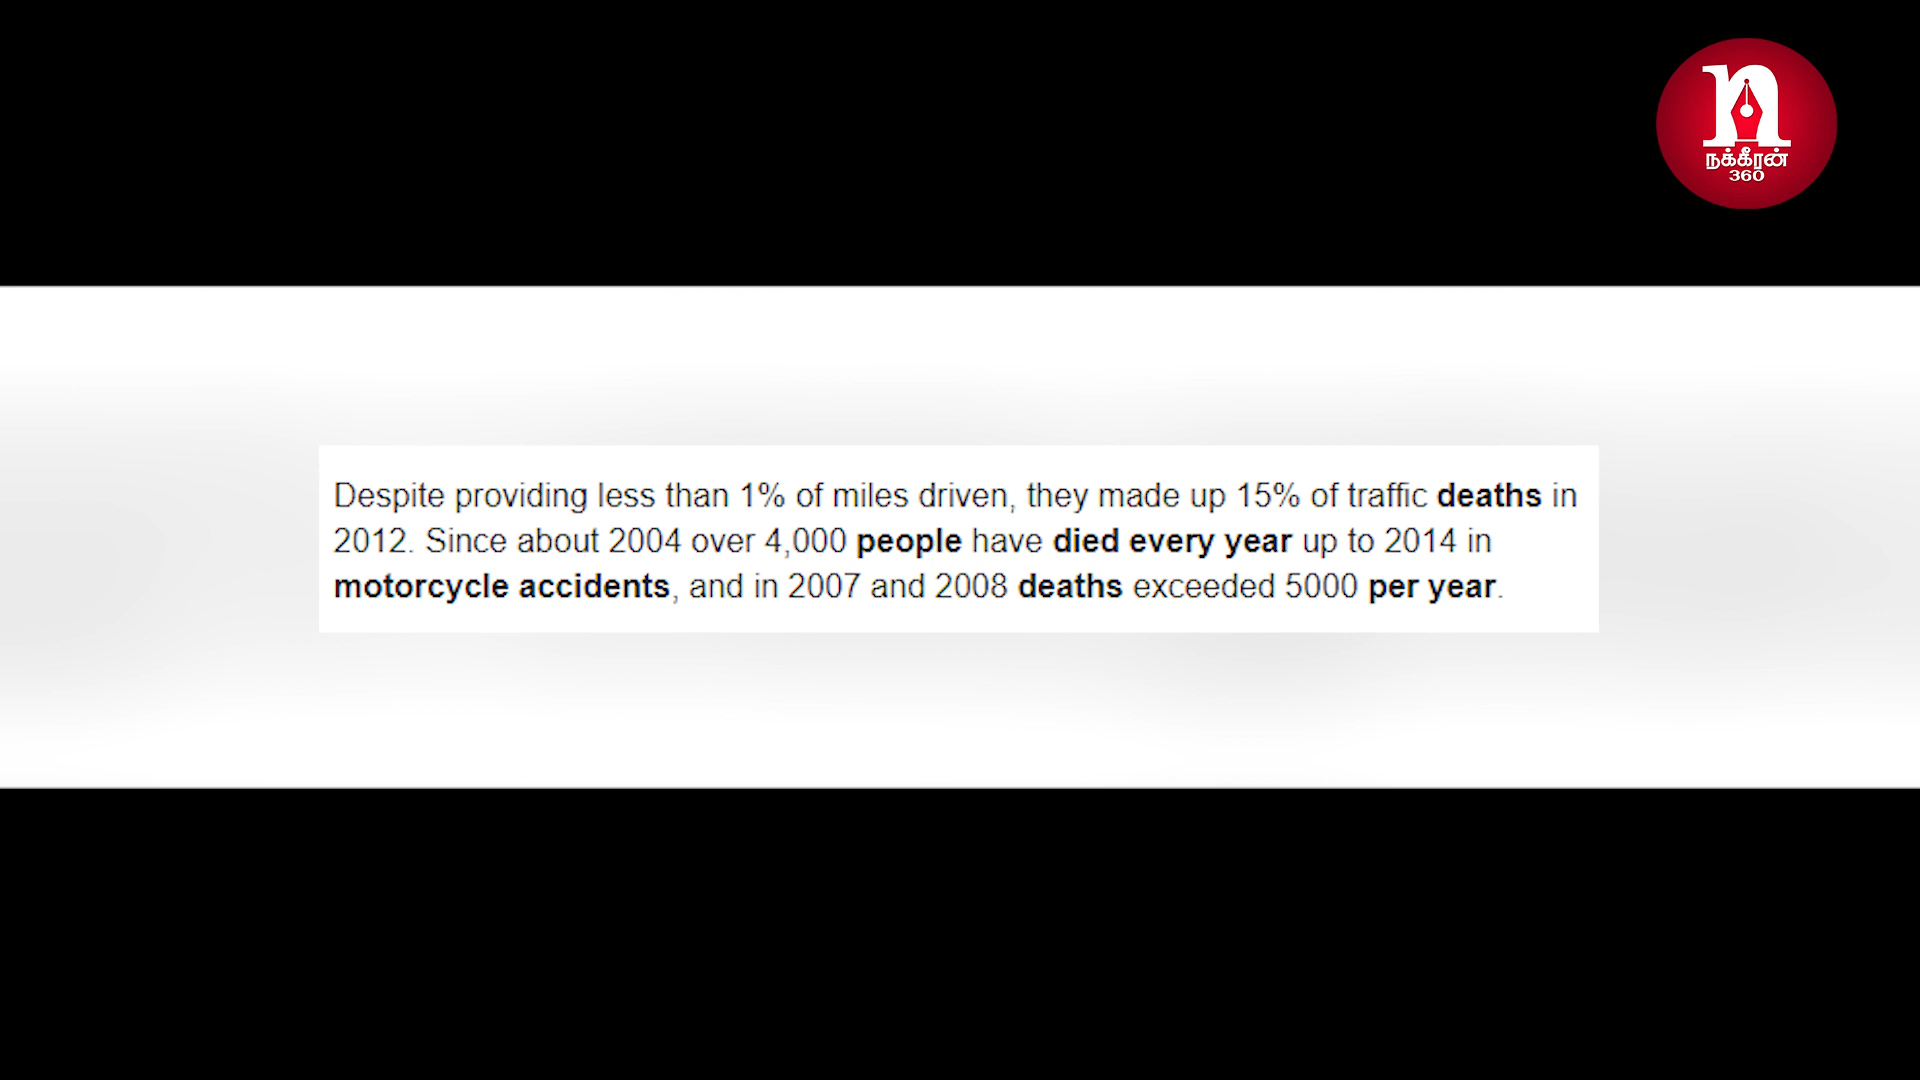 n
நக்கீரன்
360
Despite providing less than 1% of miles driven, they made up 15% of traffic deaths in
2012. Since about 2004 over 4,000 people have died every year up to 2014 in
motorcycle accidents, and in 2007 and 2008 deaths exceeded 5000 per year.